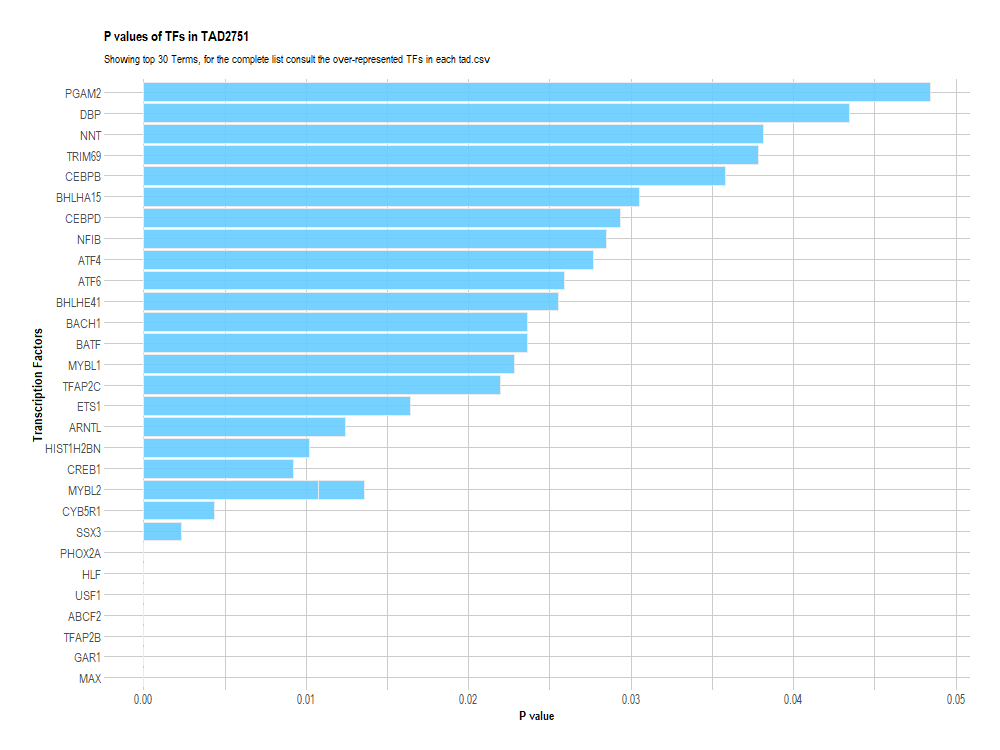 P values of TFs in TAD2751
Showing top 30 Terms, for the complete list consult the over-represented TFs in each tad.csv
Transcription Factors
PGAM2
DBP
NNT
TRIM69
CEBPB
BHLHA15
CEBPD
NFIB
ATF4
ATF6
BHLHE41
BACH1
BATF
MYBL1
TFAP2C
ETS1
ARNTL
HIST1H2BN
CREB1
MYBL2
CYB5R1
SSX3
PHOX2A
HLF
USF1
ABCF2
TFAP2B
GAR1
MAX
0.00 0.01 0.02 0.03 0.04 0.05
P value